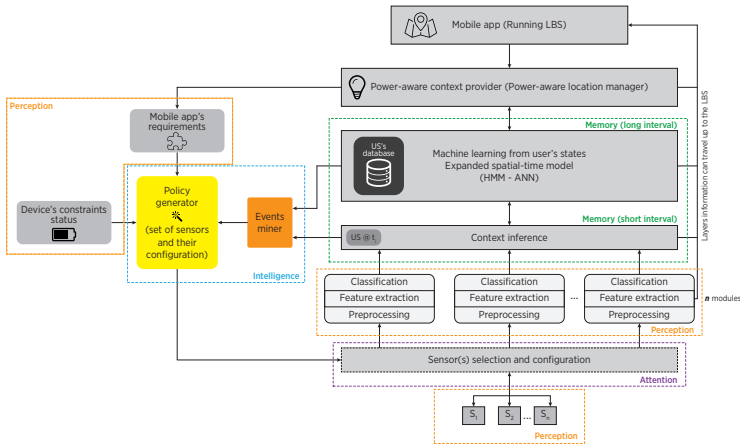 Mobile app (Running LBS)
Power-aware context provider (Power-aware location manager)
Perception
Mobile app's
requirements
Memory (long interval)
US's
database
Machine learning from user's states
Expanded spatial-time model
(HMM - ANN)
Layers information can travel up to the LBS
Device's constraints
status
Policy
generator
(set of sensors
and their
configuration)
Events
miner
Intelligence
Memory (short interval)
US @ t
Context inference
Classification
Feature extraction
Preprocessing
Classification
Feature extraction
Preprocessing
...
Classification
Feature extraction
Preprocessing
n modules
Perception
Sensor(s) selection and configuration
Attention
S1
S2
...
Sn
Perception